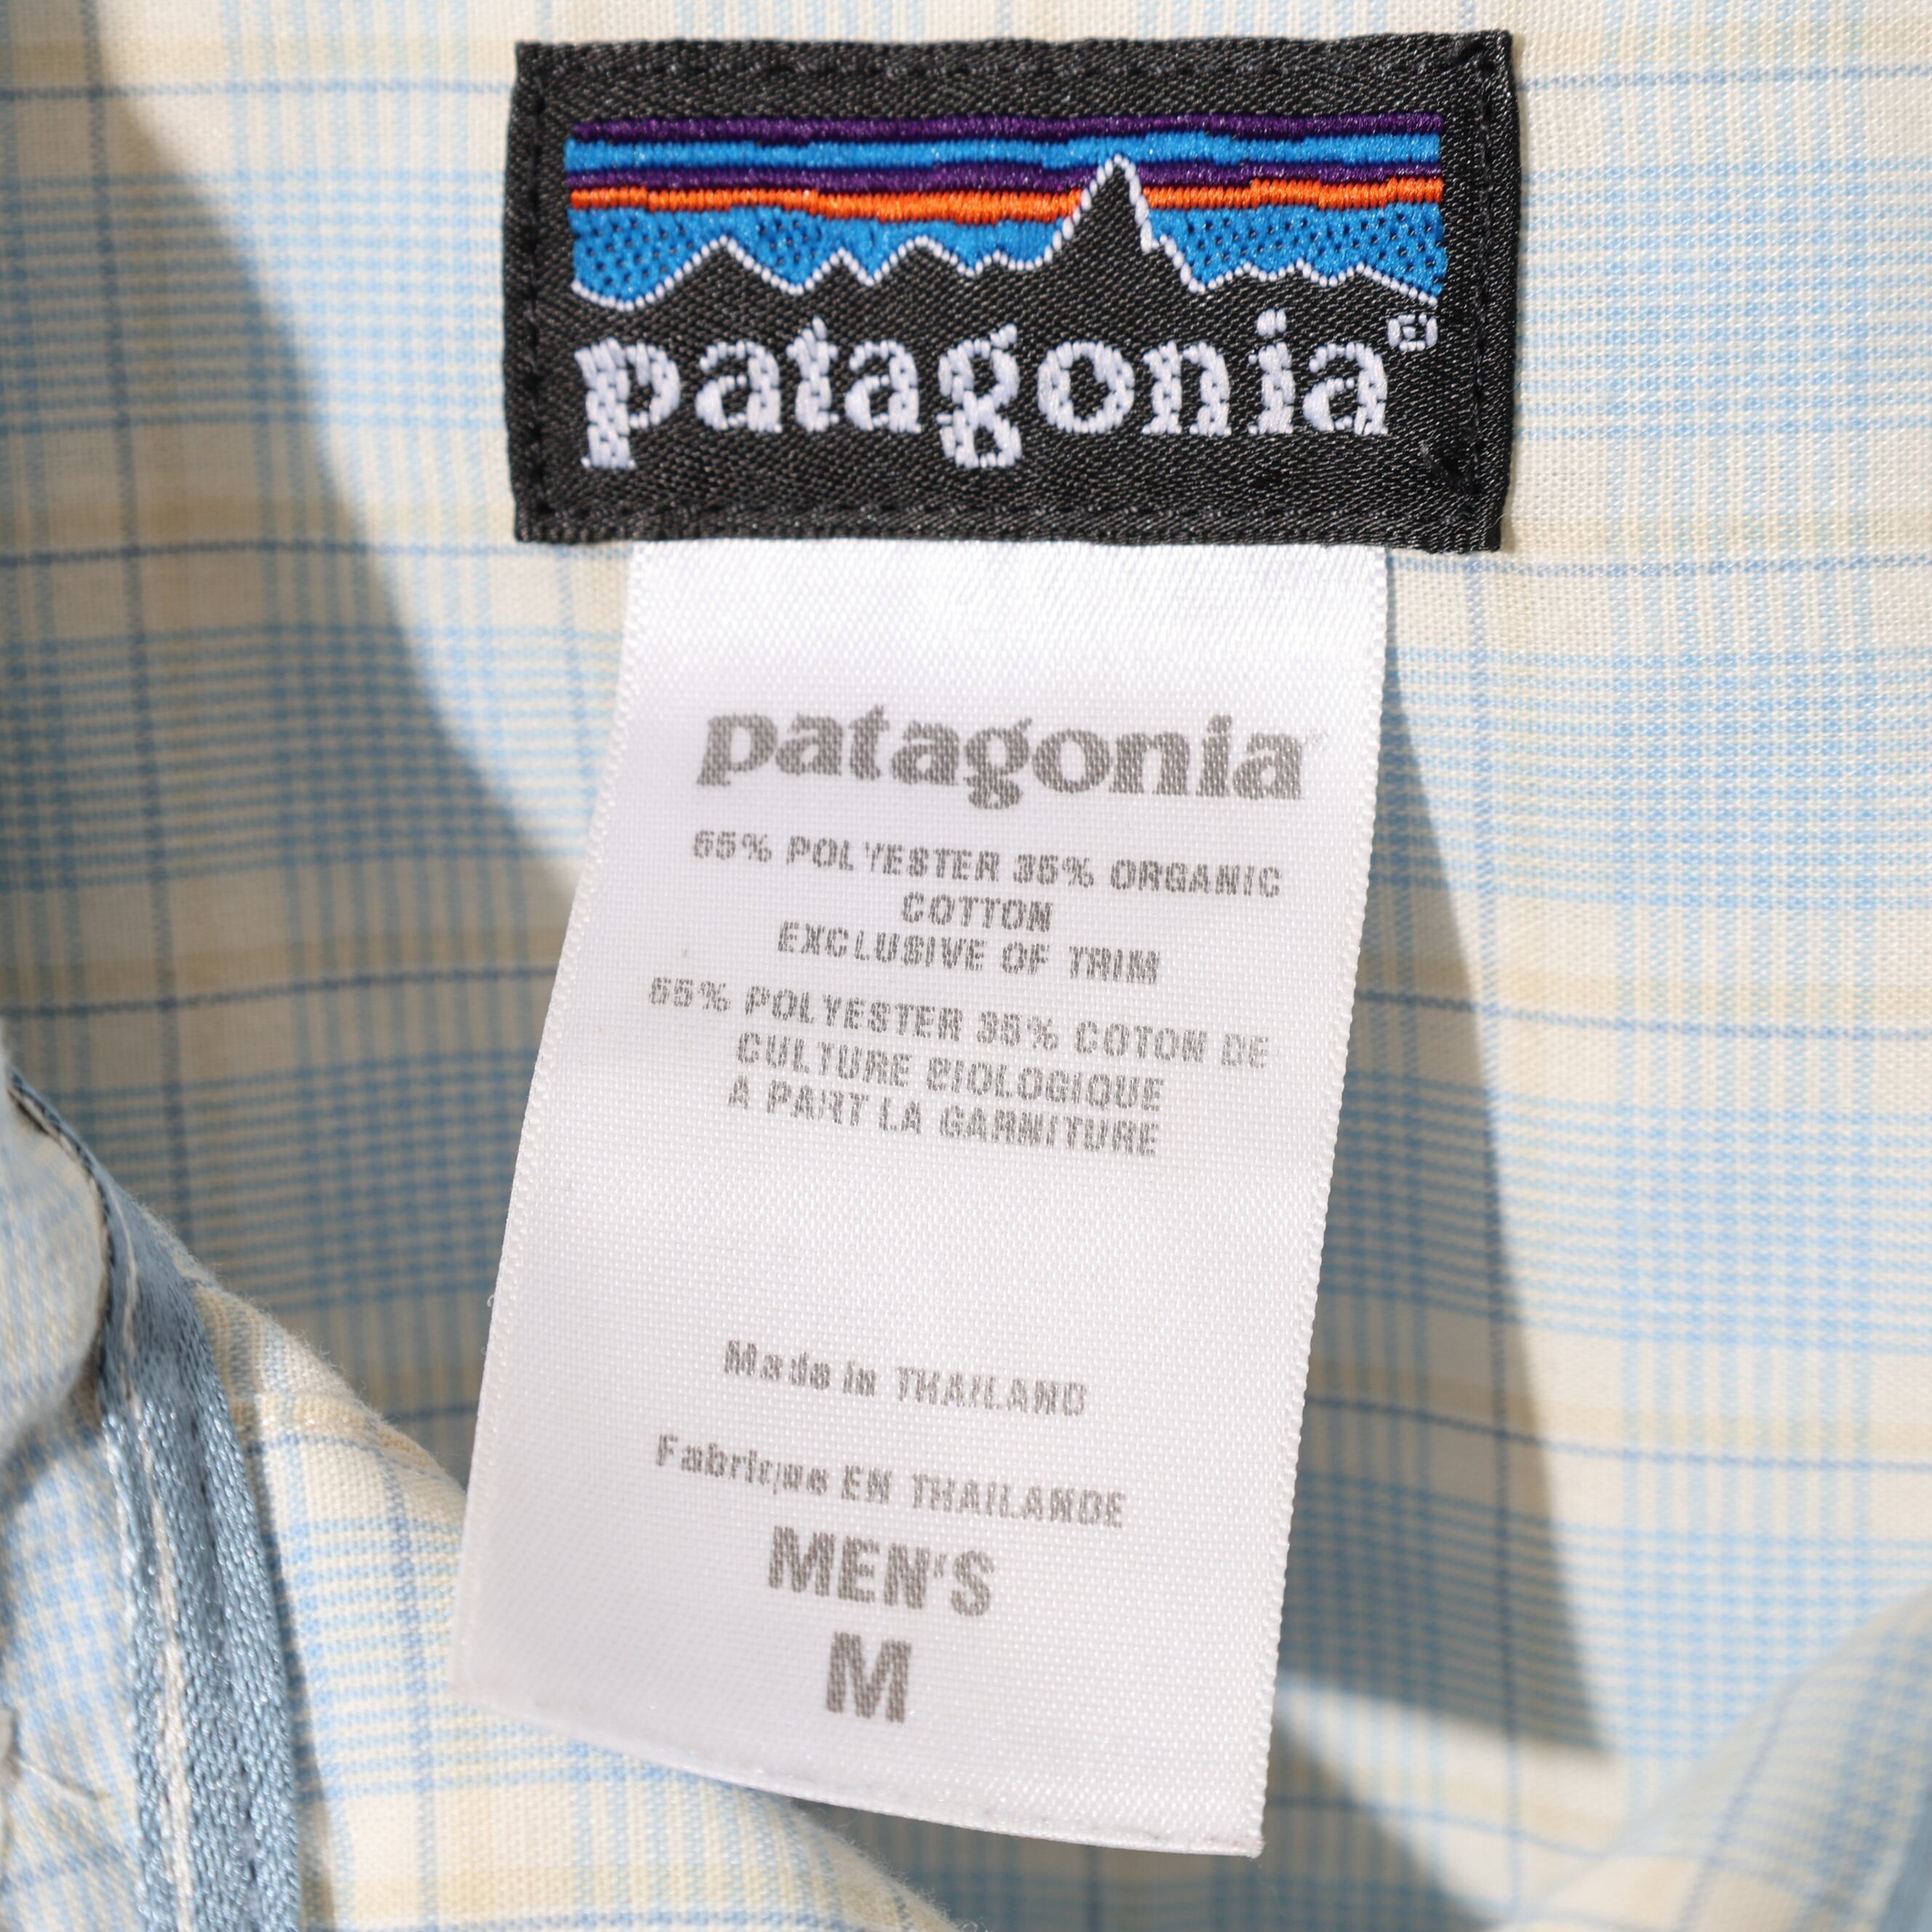 patagonia®
patagonia
65% POLYESTER 35% ORGANIC
COTTON
EXCLUSIVE OF TRIM
65% POLYESTER 35% COTON DE
CULTURE BIOLOGIQUE
A PART LA GARNITURE
Made in THAILAND
Fabrique EN THAILANDE
MEN'S
M